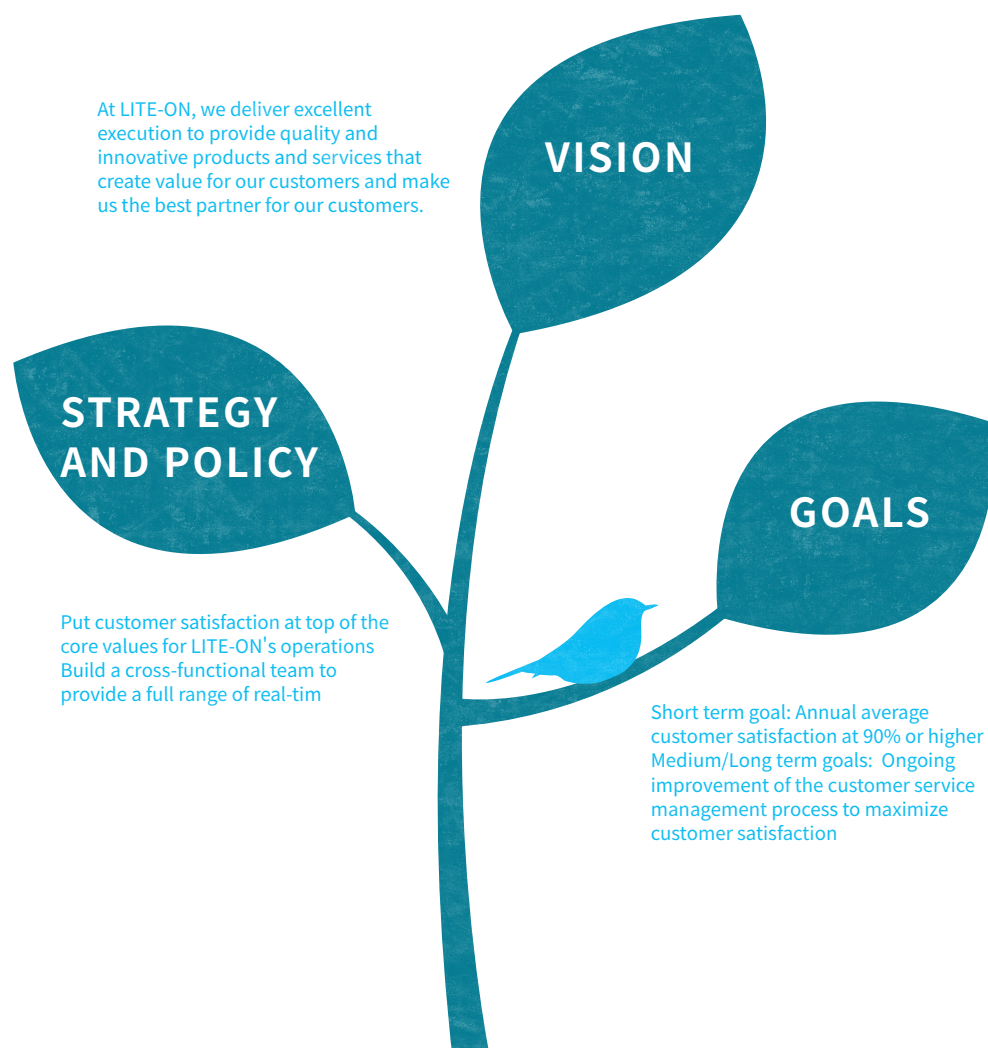 At LITE-ON, we deliver excellent
execution to provide quality and
innovative products and services that
create value for our customers and make
us the best partner for our customers.
VISION
STRATEGY
AND POLICY
Put customer satisfaction at top of the
core values for LITE-ON's operations
Build a cross-functional team to
provide a full range of real-tim
GOALS
Short term goal: Annual average
customer satisfaction at 90% or higher
Medium/Long term goals:  Ongoing
improvement of the customer service
management process to maximize
customer satisfaction